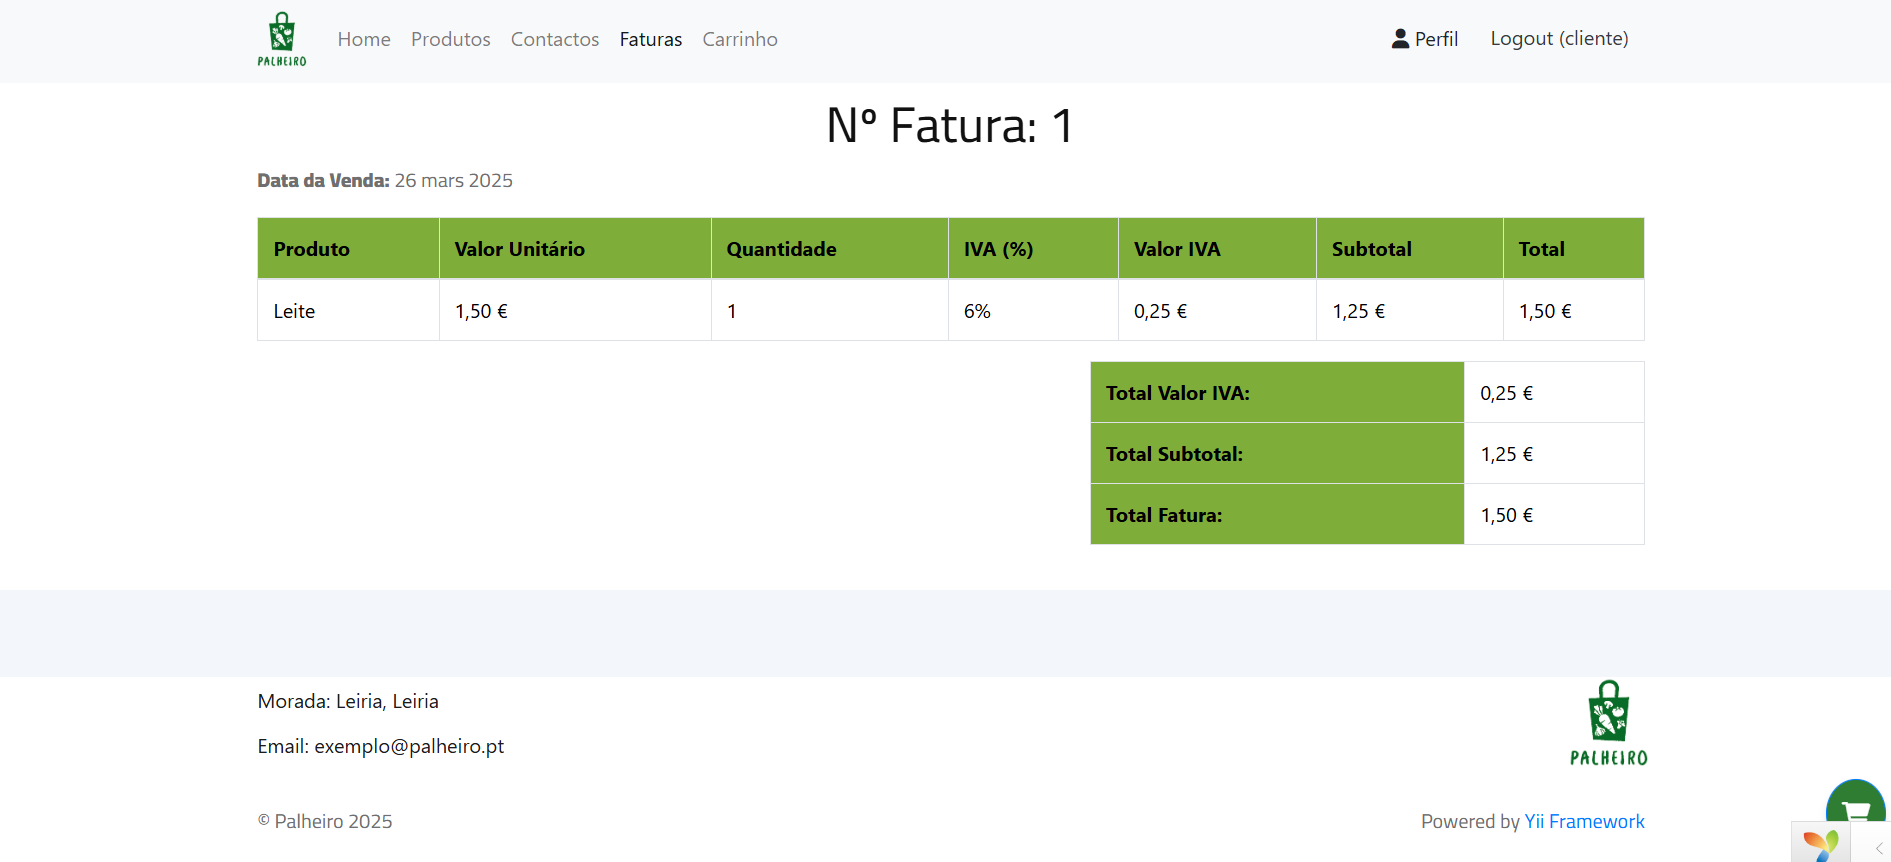 PALHEIRO
Home Produtos Contactos Faturas Carrinho Perfil Logout (cliente)
Nº Fatura: 1
Data da Venda: 26 mars 2025
Produto Valor Unitário Quantidade IVA (%) Valor IVA Subtotal Total
Leite 1,50 € 1 6% 0,25 € 1,25 € 1,50 €
Total Valor IVA: 0,25 €
Total Subtotal: 1,25 €
Total Fatura: 1,50 €
Morada: Leiria, Leiria
Email: exemplo@palheiro.pt
PALHEIRO
© Palheiro 2025
Powered by Yii Framework